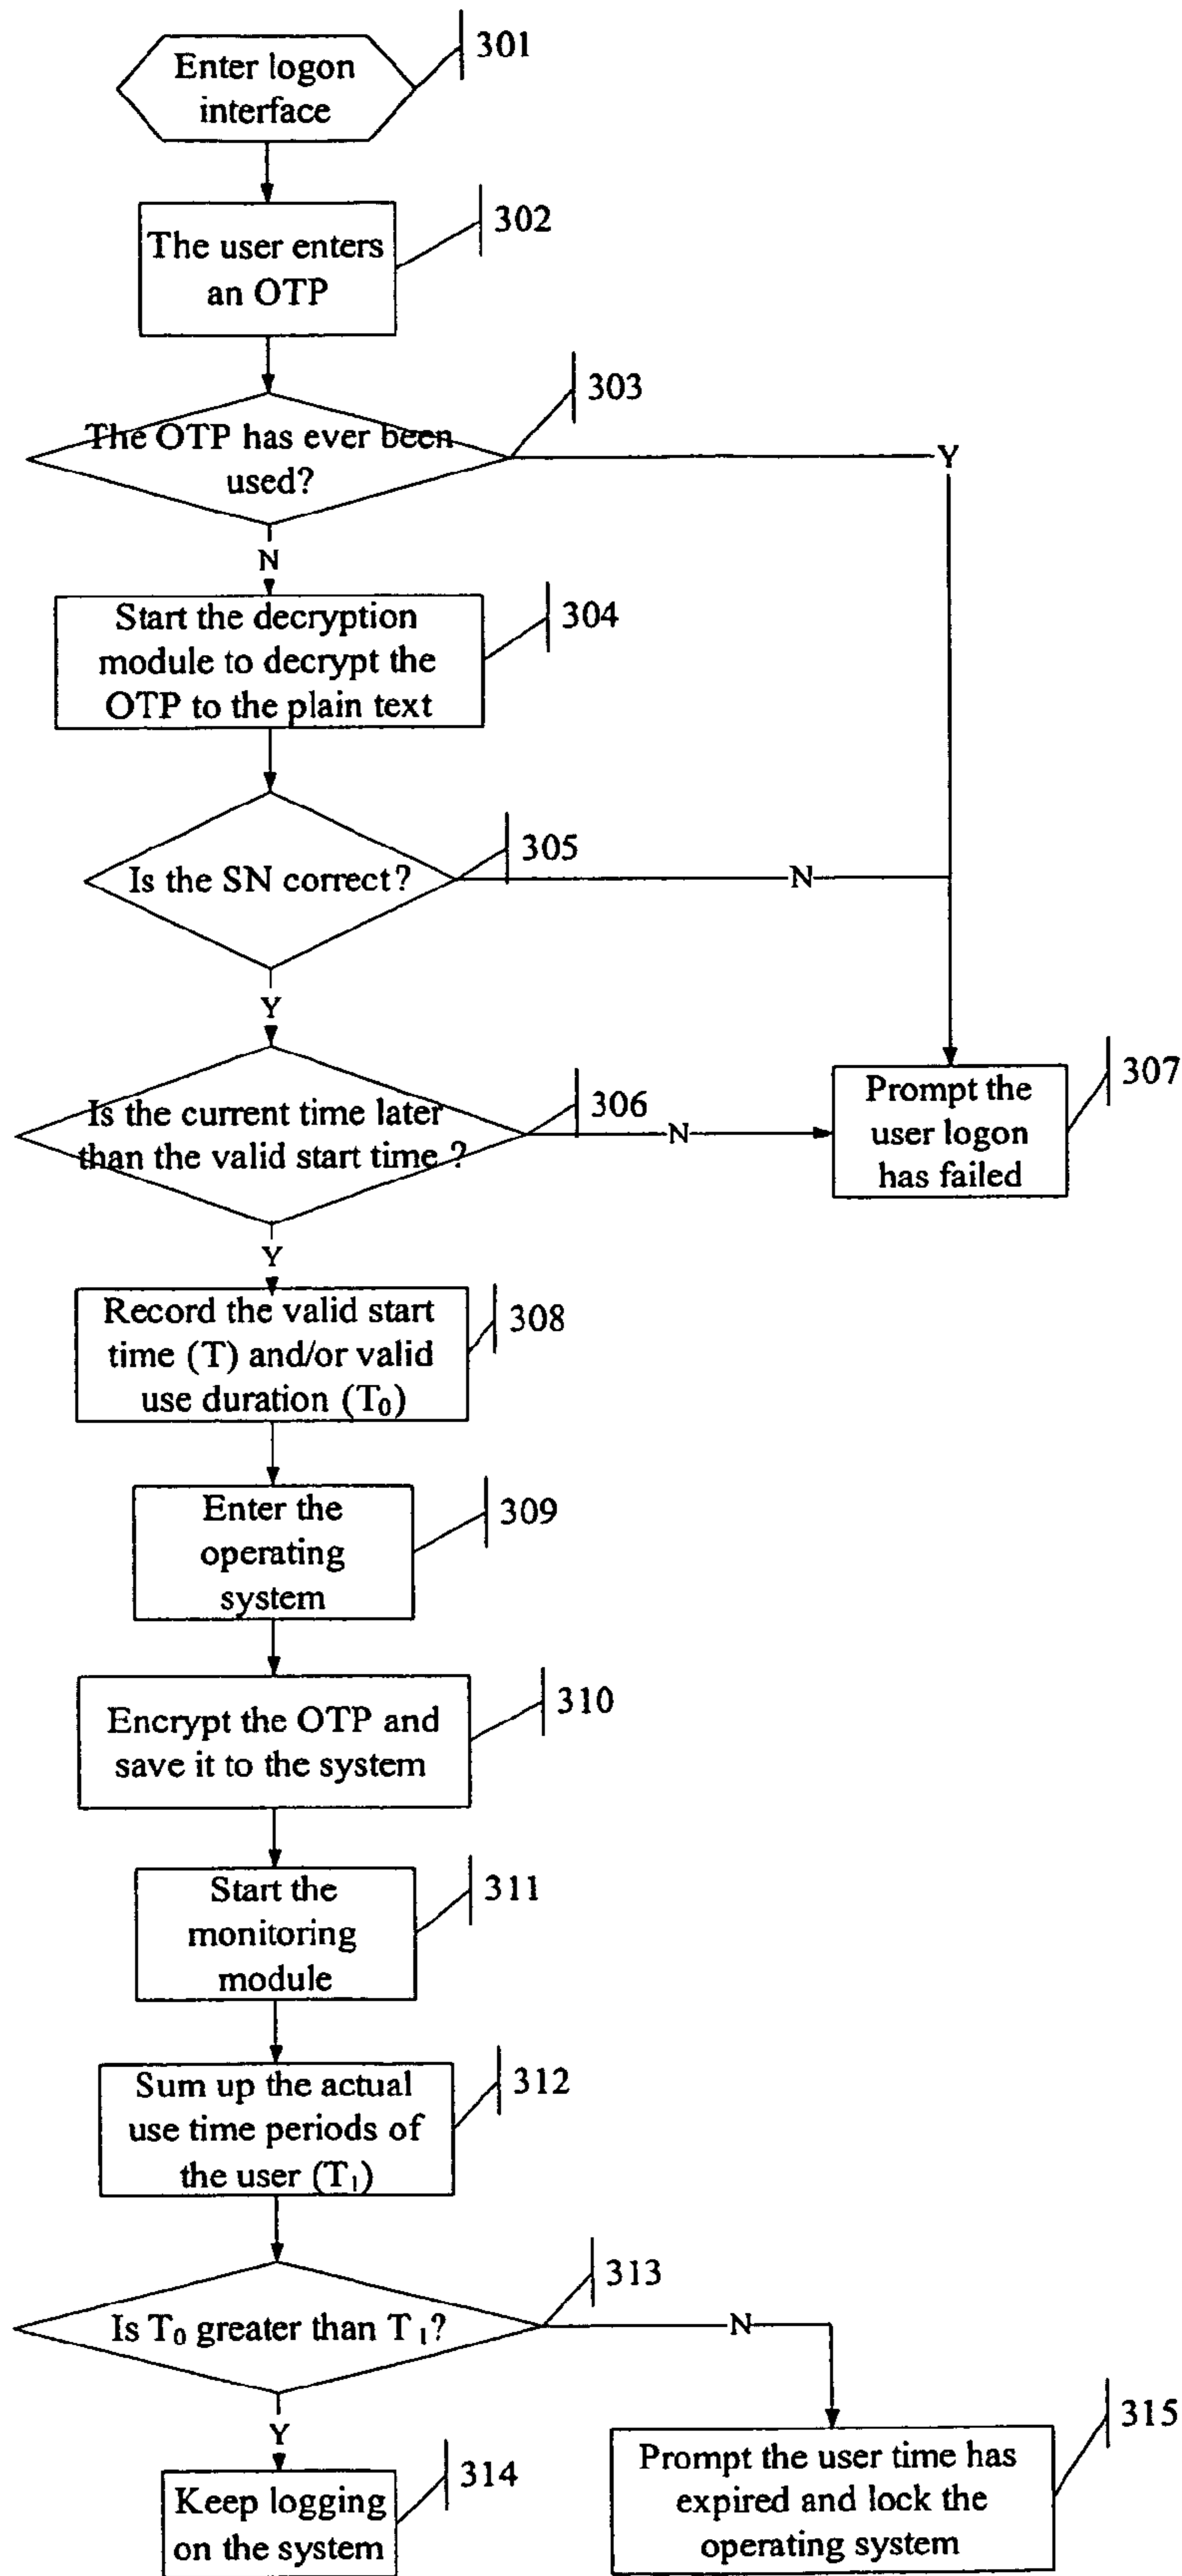 Enter logon
interface
301
The user enters
an OTP
302
The OTP has ever been
used?
303
Y
N
Start the decryption
module to decrypt the
OTP to the plain text
304
Is the SN correct?
305
N
Y
Is the current time later
than the valid start time ?
306
N
Prompt the
user logon
has failed
307
Y
Record the valid start
time (T) and/or valid
use duration (T₀)
308
Enter the
operating
system
309
Encrypt the OTP and
save it to the system
310
Start the
monitoring
module
311
Sum up the actual
use time periods of
the user (T₁)
312
Is T₀ greater than T₁?
313
N
Y
Keep logging
on the system
314
Prompt the user time has
expired and lock the
operating system
315